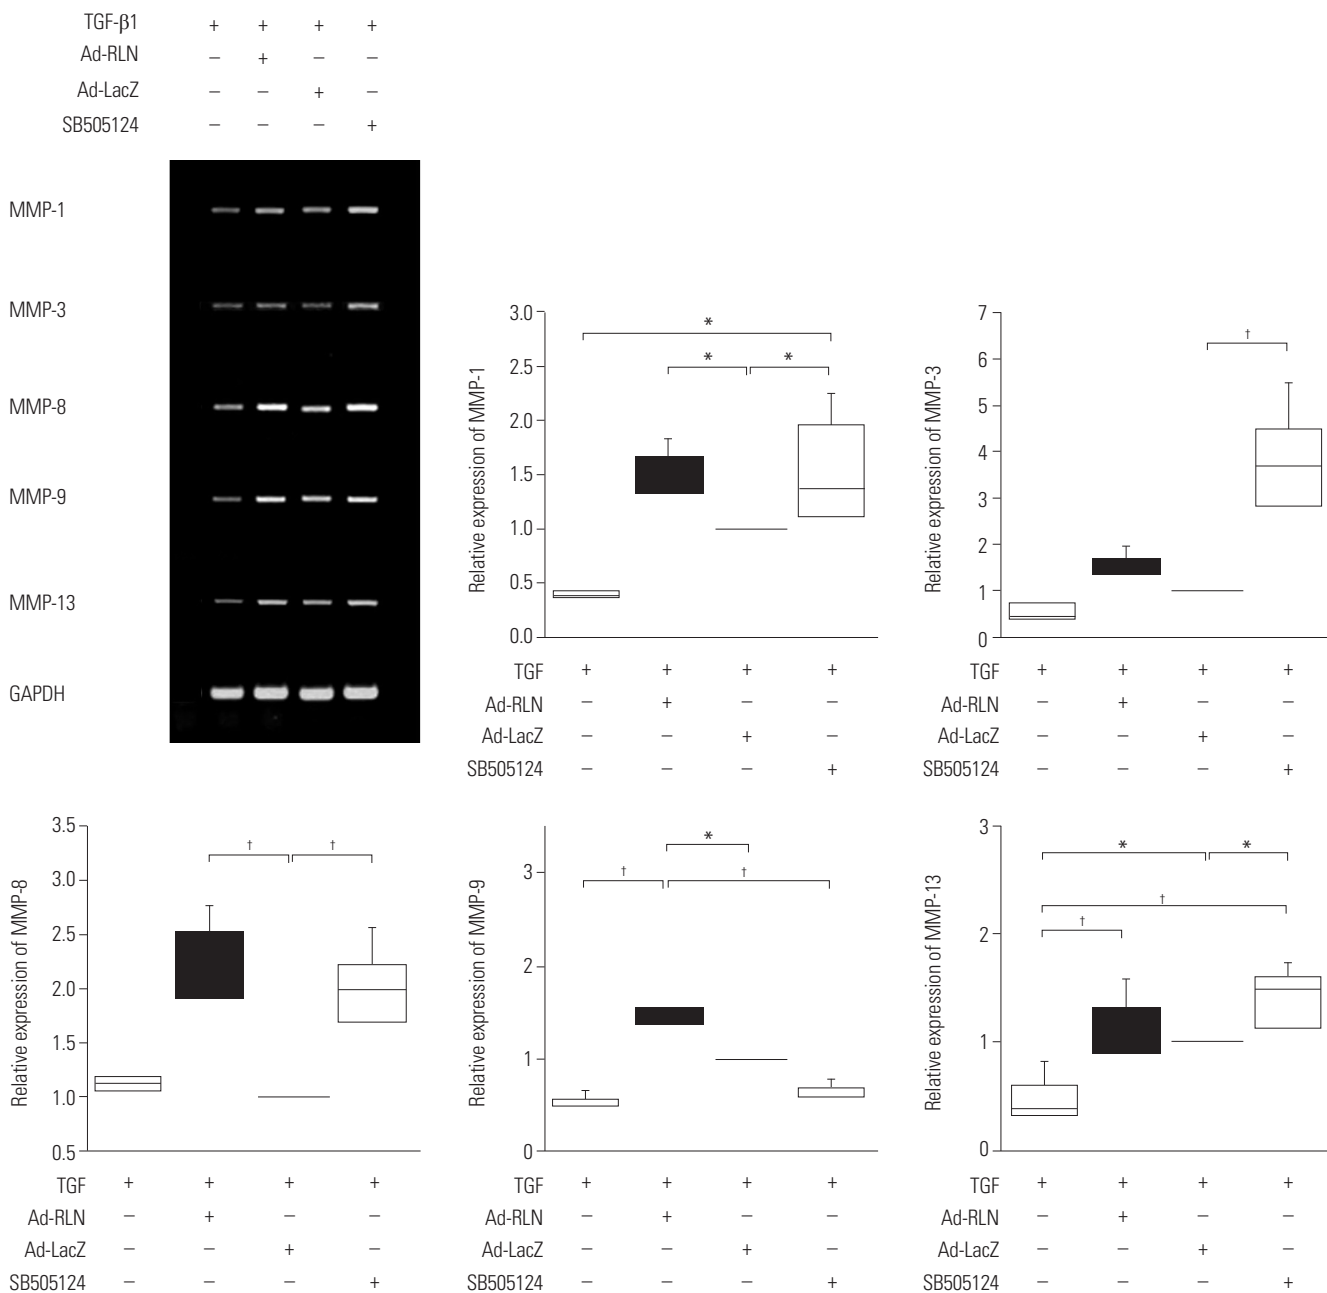 TGF-β1 + + + +
Ad-RLN – + – –
Ad-LacZ – – + –
SB505124 – – – +
MMP-1
MMP-3
MMP-8
MMP-9
MMP-13
GAPDH
Relative expression of MMP-1
3.0
2.5
2.0
1.5
1.0
0.5
0.0
*
* *
TGF + + + +
Ad-RLN – + – –
Ad-LacZ – – + –
SB505124 – – – +
Relative expression of MMP-3
7
6
5
4
3
2
1
0
†
TGF + + + +
Ad-RLN – + – –
Ad-LacZ – – + –
SB505124 – – – +
Relative expression of MMP-8
3.5
3.0
2.5
2.0
1.5
1.0
0.5
† †
TGF + + + +
Ad-RLN – + – –
Ad-LacZ – – + –
SB505124 – – – +
Relative expression of MMP-9
3
2
1
0
*
† †
TGF + + + +
Ad-RLN – + – –
Ad-LacZ – – + –
SB505124 – – – +
Relative expression of MMP-13
3
2
1
0
* *
†
†
TGF + + + +
Ad-RLN – + – –
Ad-LacZ – – + –
SB505124 – – – +